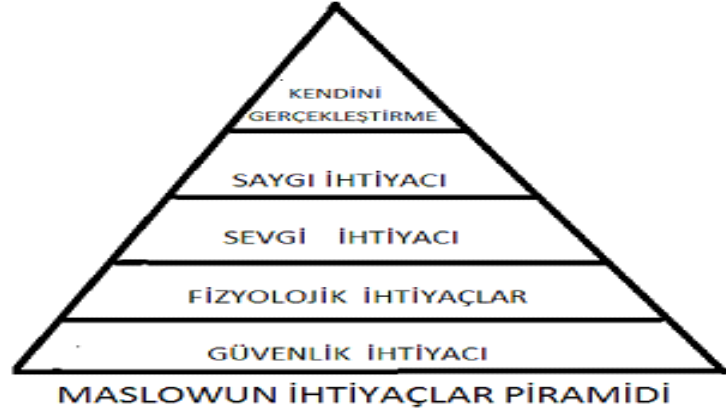 KENDİNİ
GERÇEKLEŞTİRME
SAYGI İHTİYACI
SEVGİ İHTİYACI
FİZYOLOJİK İHTİYAÇLAR
GÜVENLİK İHTİYACI
MASLOWUN İHTİYAÇLAR PİRAMİDİ